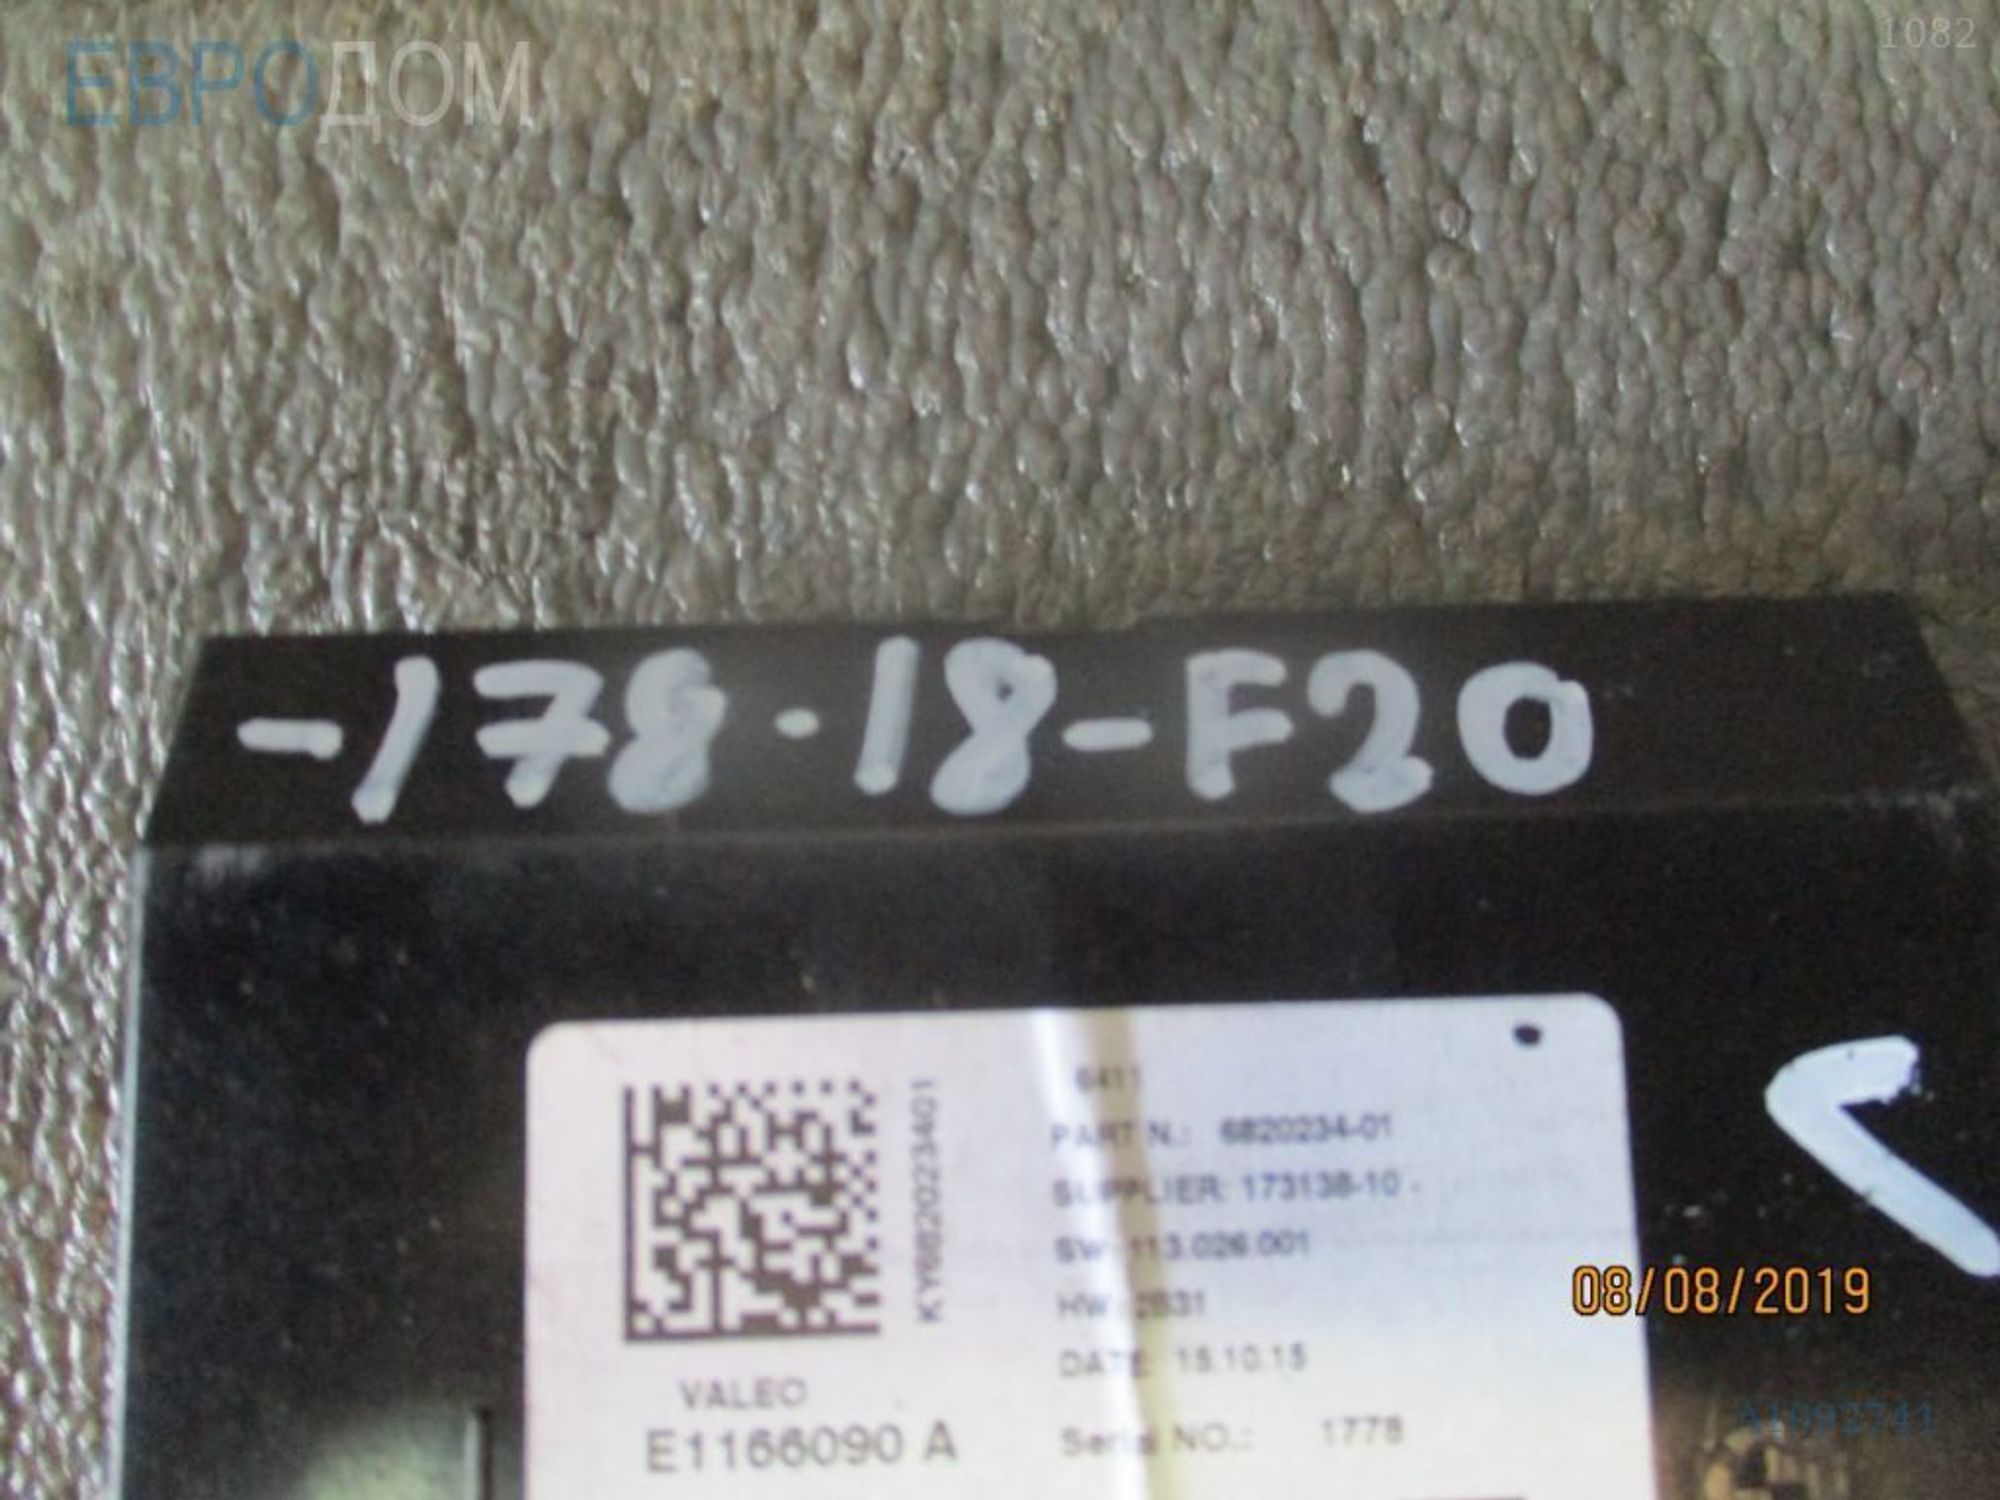 ЕВРОДОМ
1082
-178·18-F20
6411
PART N.: 6820234-01
SUPPLIER: 173138-10
SW 113.026.001
HW 2831
DATE 15.10.15
Serial NO.: 1778
KY682023401
VALEO
E1166090 A
08/08/2019
A1092741